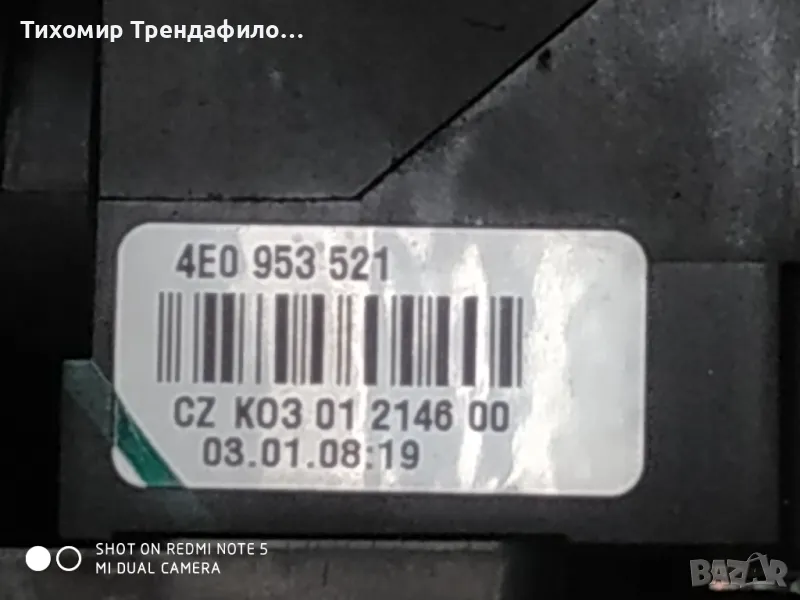 Тихомир Трендафило...
4E0 953 521
CZ K03 01 2146 00
03.01.08:19
SHOT ON REDMI NOTE 5
MI DUAL CAMERA
BAZAR